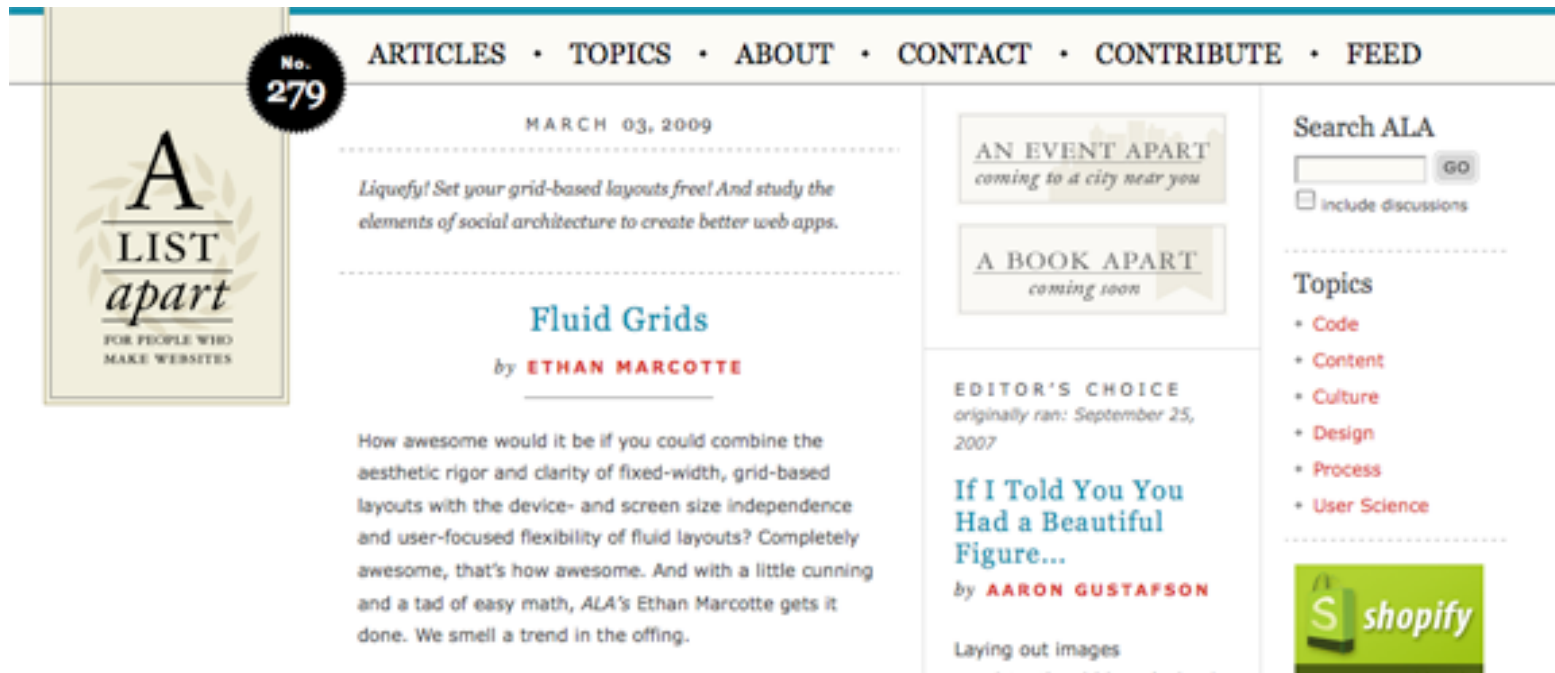 ARTICLES • TOPICS • ABOUT • CONTACT • CONTRIBUTE • FEED
No.
279
A
LIST
apart
FOR PEOPLE WHO
MAKE WEBSITES
MARCH 03, 2009
Liquefy! Set your grid-based layouts free! And study the
elements of social architecture to create better web apps.
Fluid Grids
by ETHAN MARCOTTE
How awesome would it be if you could combine the
aesthetic rigor and clarity of fixed-width, grid-based
layouts with the device- and screen size independence
and user-focused flexibility of fluid layouts? Completely
awesome, that's how awesome. And with a little cunning
and a tad of easy math, ALA's Ethan Marcotte gets it
done. We smell a trend in the offing.
AN EVENT APART
coming to a city near you
A BOOK APART
coming soon
EDITOR'S CHOICE
originally ran: September 25,
2007
If I Told You You
Had a Beautiful
Figure...
by AARON GUSTAFSON
Laying out images
Search ALA
GO
include discussions
Topics
• Code
• Content
• Culture
• Design
• Process
• User Science
S shopify